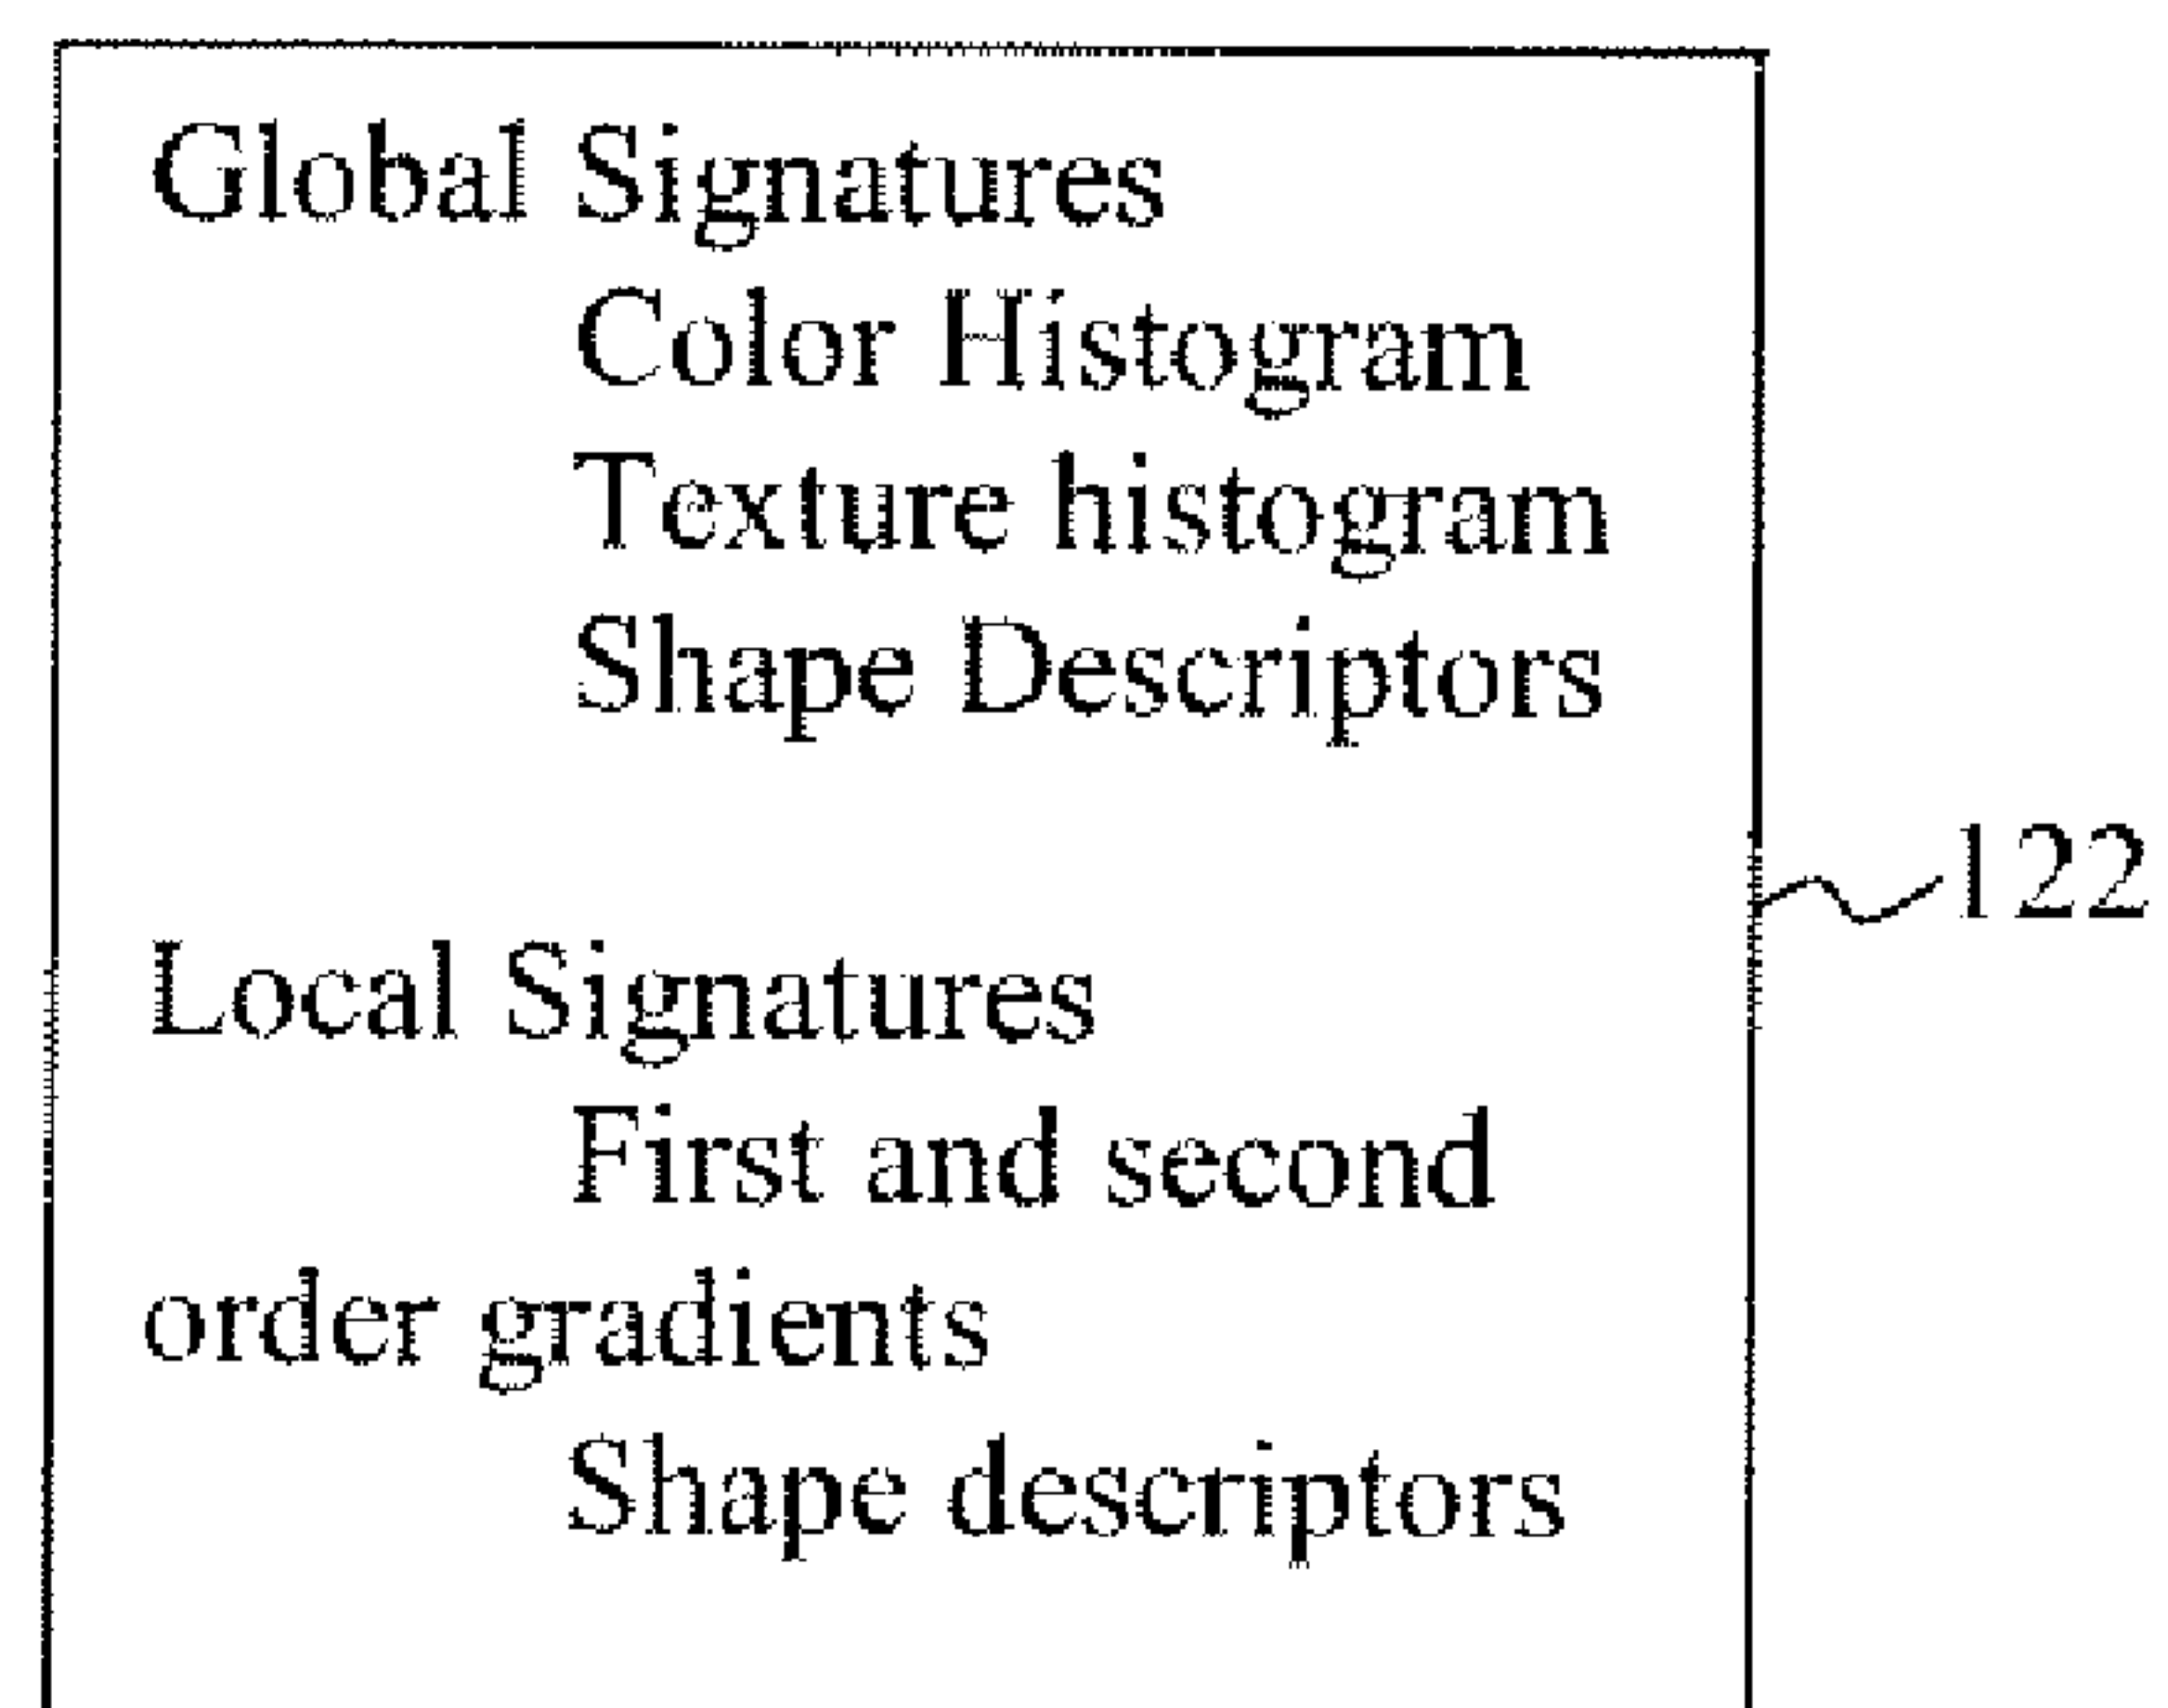 Global Signatures
Color Histogram
Texture histogram
Shape Descriptors
122
Local Signatures
First and second
order gradients
Shape descriptors